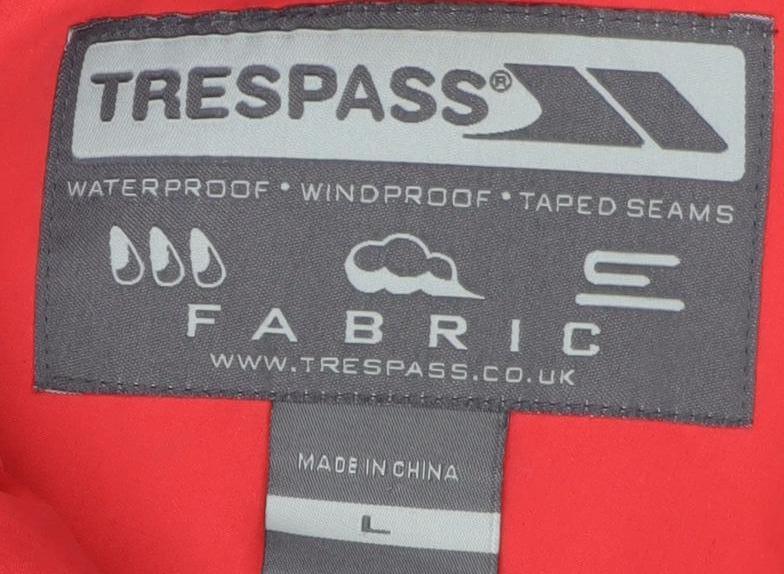 TRESPASS®
WATERPROOF • WINDPROOF • TAPED SEAMS
FABRIC
WWW.TRESPASS.CO.UK
MADE IN CHINA
L